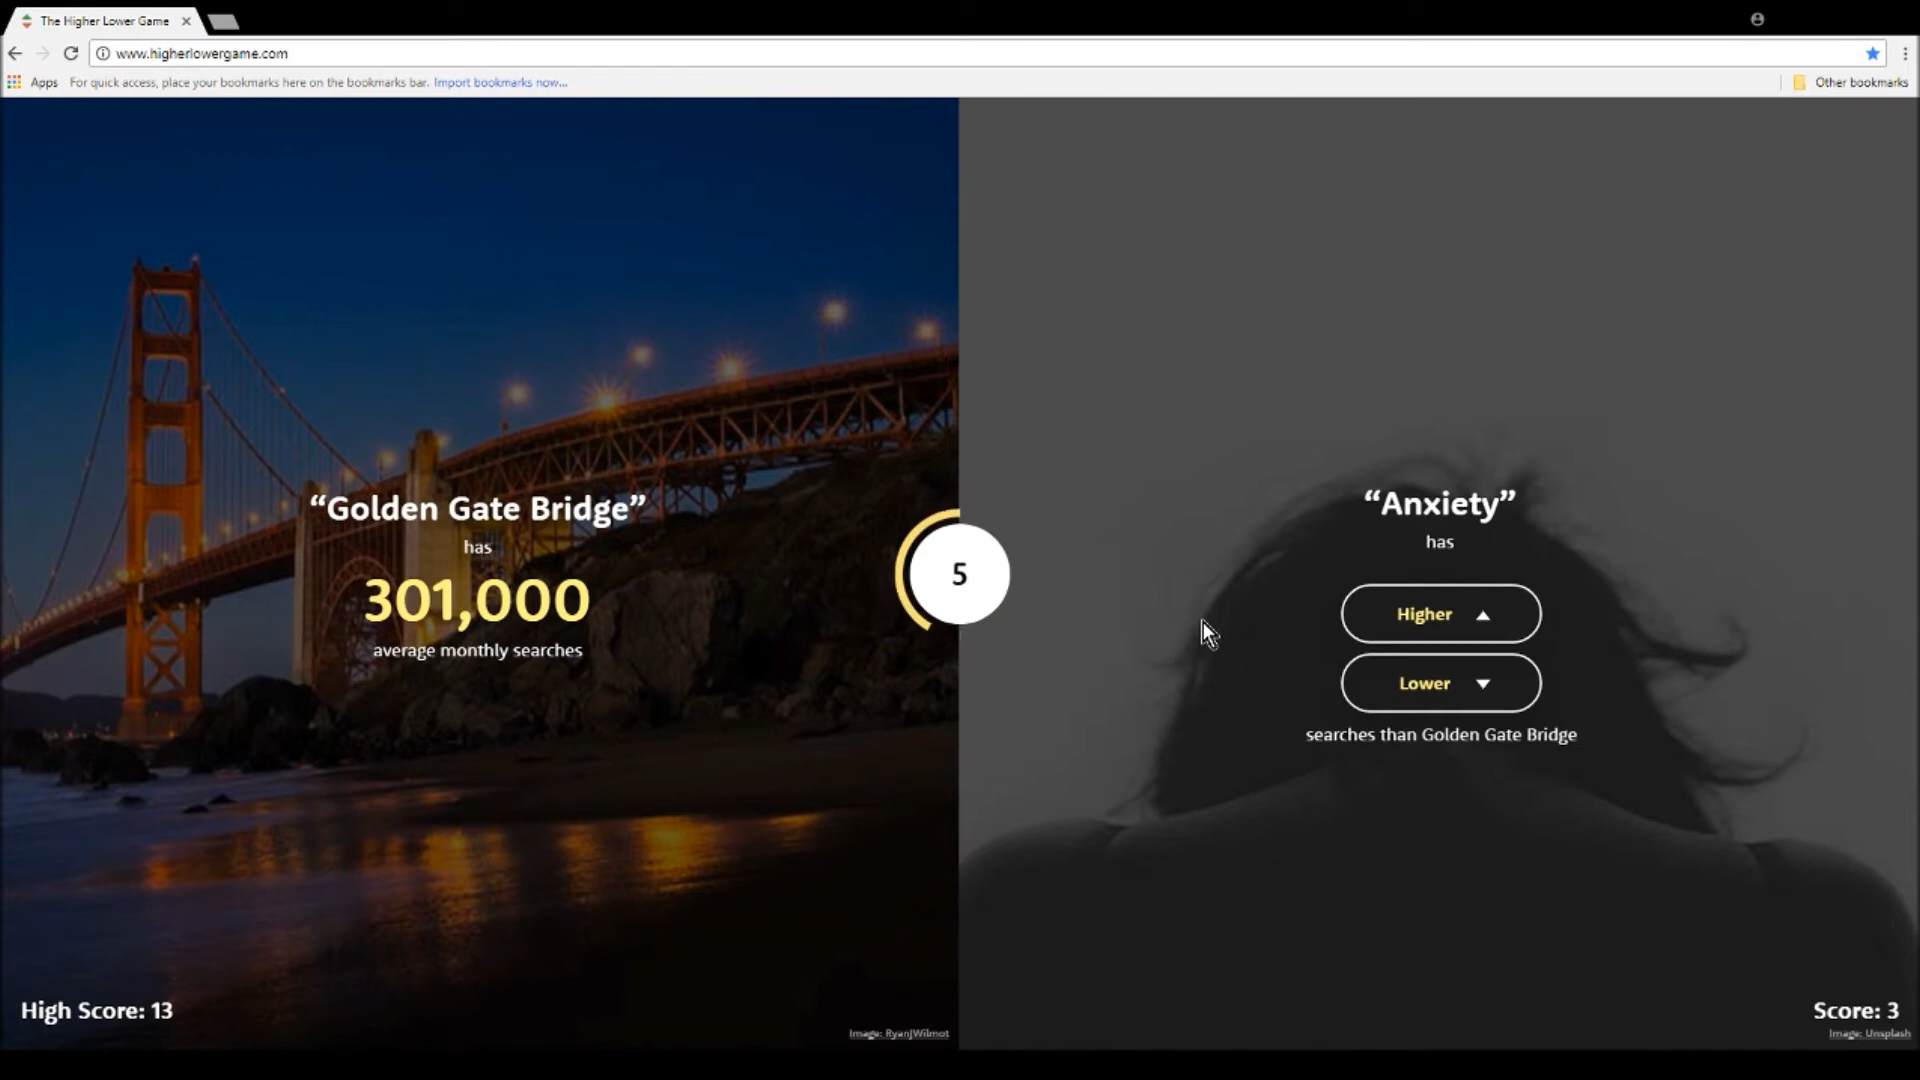 The Higher Lower Game
www.higherlowergame.com
Apps For quick access, place your bookmarks here on the bookmarks bar. Import bookmarks now... Other bookmarks
“Golden Gate Bridge”
has
301,000
average monthly searches
5
“Anxiety”
has
Higher
Lower
searches than Golden Gate Bridge
High Score: 13
Image: RyanJWilmot
Score: 3
Image: Unsplash